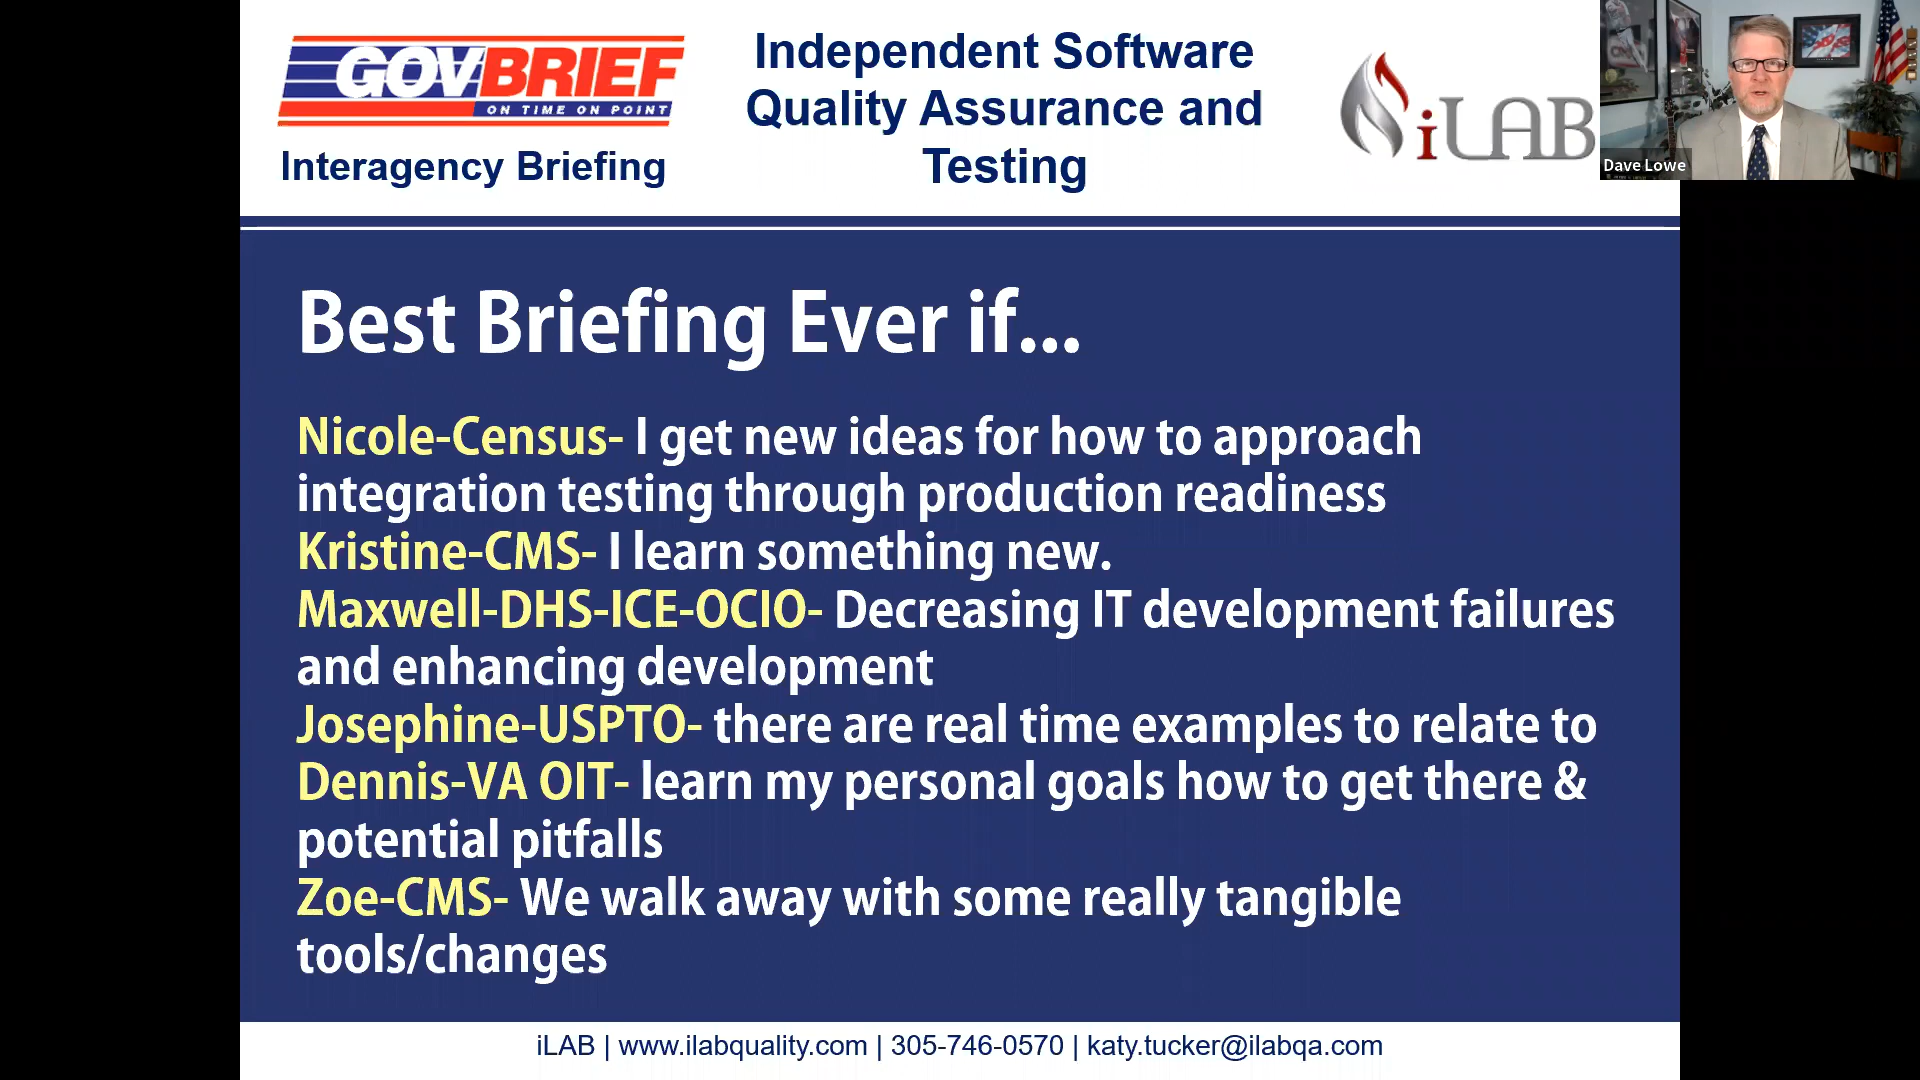 GOVBRIEF
ON TIME ON POINT
Interagency Briefing
Independent Software
Quality Assurance and
Testing
iLAB
Dave Lowe
Best Briefing Ever if...
Nicole-Census- I get new ideas for how to approach
integration testing through production readiness
Kristine-CMS- I learn something new.
Maxwell-DHS-ICE-OCIO- Decreasing IT development failures
and enhancing development
Josephine-USPTO- there are real time examples to relate to
Dennis-VA OIT- learn my personal goals how to get there &
potential pitfalls
Zoe-CMS- We walk away with some really tangible
tools/changes
iLAB | www.ilabquality.com | 305-746-0570 | katy.tucker@ilabqa.com